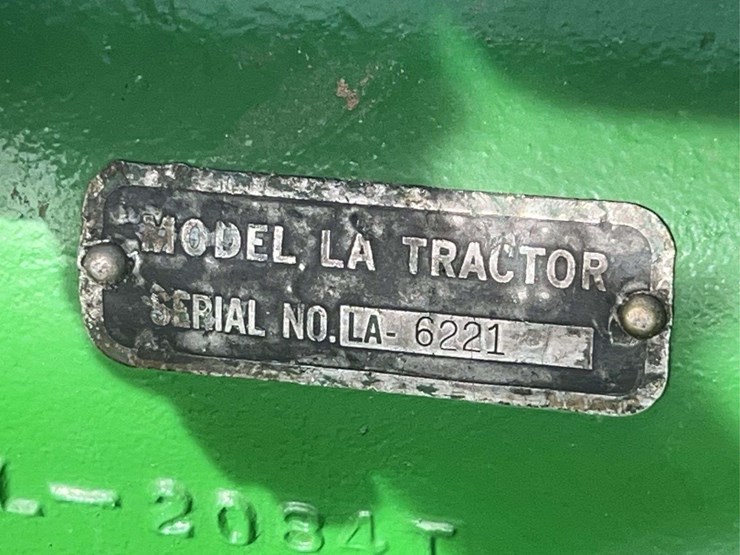 MODEL LA TRACTOR
SERIAL NO. LA- 6221
L-2084T